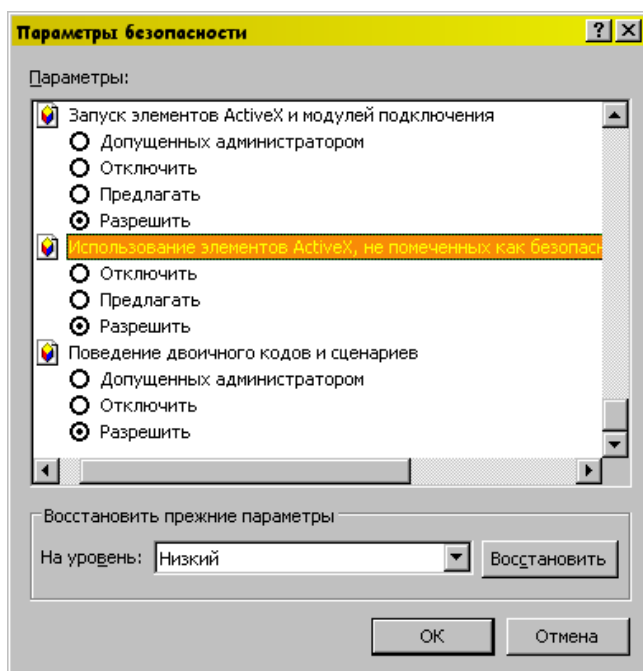 Параметры безопасности
Параметры:
Запуск элементов ActiveX и модулей подключения
Допущенных администратором
Отключить
Предлагать
Разрешить
Использование элементов ActiveX, не помеченных как безопасн
Отключить
Предлагать
Разрешить
Поведение двоичного кодов и сценариев
Допущенных администратором
Отключить
Разрешить
Восстановить прежние параметры
На уровень: Низкий Восстановить
ОК Отмена